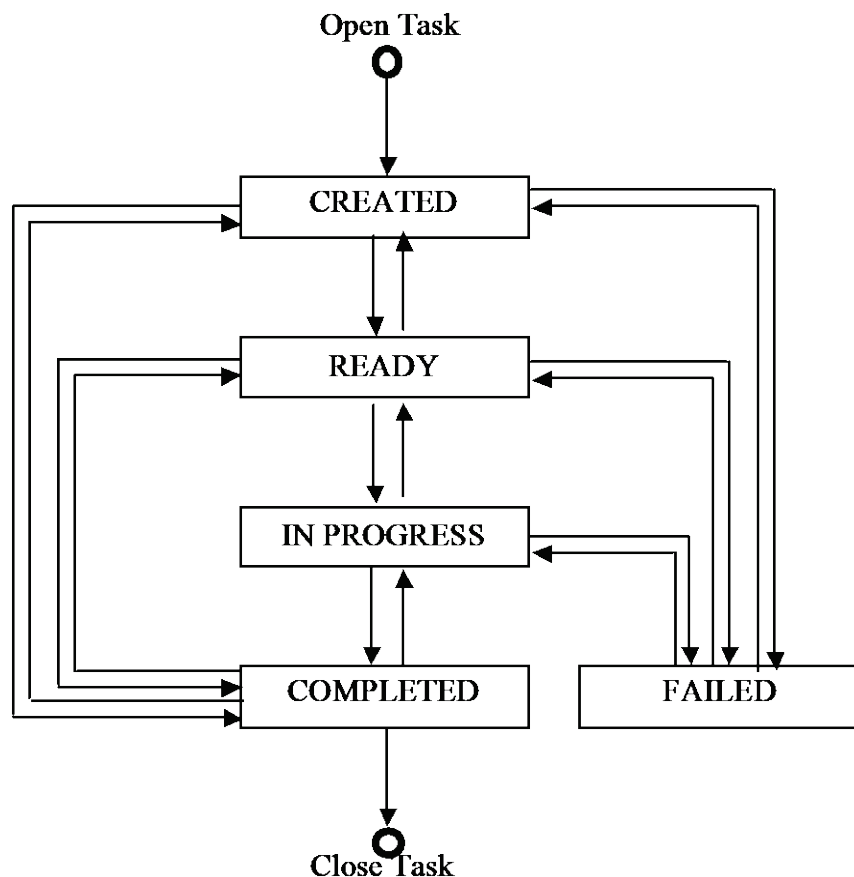 Open Task
CREATED
READY
IN PROGRESS
COMPLETED
FAILED
Close Task